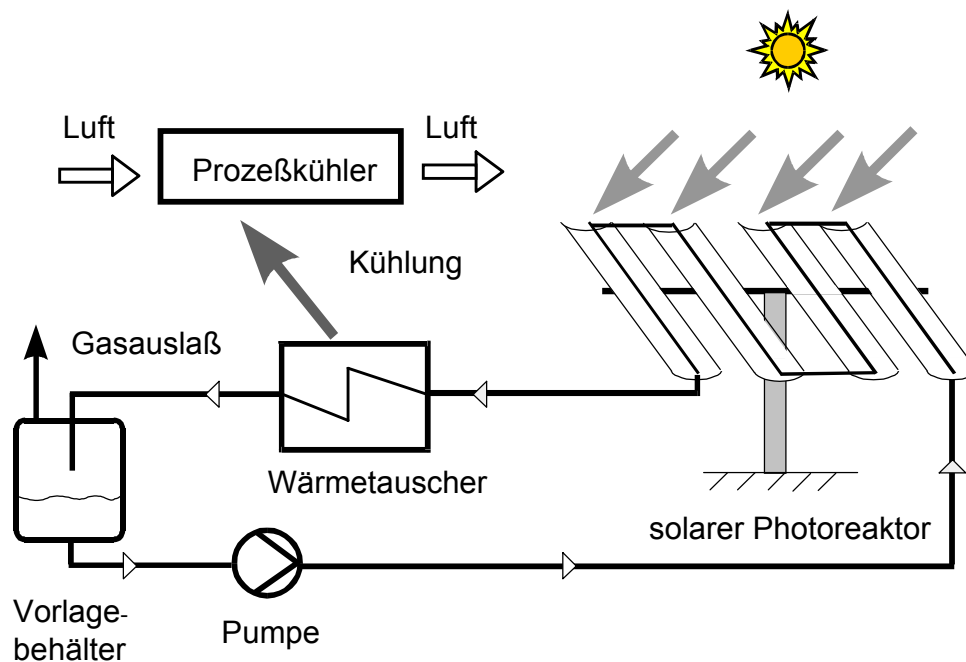 Luft
Prozeßkühler
Luft
Kühlung
Gasauslaß
Wärmetauscher
solarer Photoreaktor
Vorlage-
behälter
Pumpe